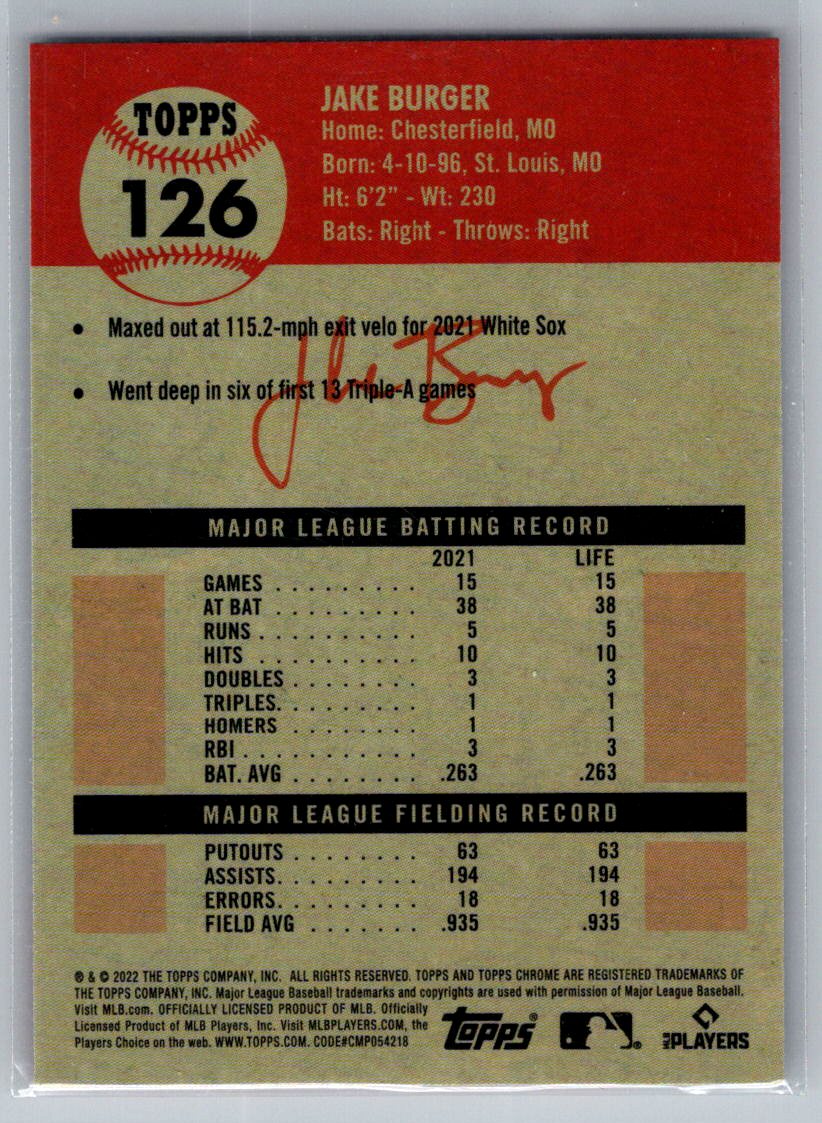 TOPPS
126
JAKE BURGER
Home: Chesterfield, MO
Born: 4-10-96, St. Louis, MO
Ht: 6'2" - Wt: 230
Bats: Right - Throws: Right
• Maxed out at 115.2-mph exit velo for 2021 White Sox
• Went deep in six of first 13 Triple-A games
Jake Burger
MAJOR LEAGUE BATTING RECORD
2021 LIFE
GAMES . . . . . . . . . . 15 15
AT BAT . . . . . . . . . . 38 38
RUNS . . . . . . . . . . . 5 5
HITS . . . . . . . . . . . 10 10
DOUBLES . . . . . . . . 3 3
TRIPLES. . . . . . . . . . 1 1
HOMERS . . . . . . . . . 1 1
RBI . . . . . . . . . . . . 3 3
BAT. AVG . . . . . . . . . .263 .263
MAJOR LEAGUE FIELDING RECORD
PUTOUTS . . . . . . . . . 63 63
ASSISTS. . . . . . . . . . 194 194
ERRORS. . . . . . . . . . 18 18
FIELD AVG . . . . . . . . .935 .935
® & © 2022 THE TOPPS COMPANY, INC. ALL RIGHTS RESERVED. TOPPS AND TOPPS CHROME ARE REGISTERED TRADEMARKS OF
THE TOPPS COMPANY, INC. Major League Baseball trademarks and copyrights are used with permission of Major League Baseball.
Visit MLB.com. OFFICIALLY LICENSED PRODUCT OF MLB. Officially
Licensed Product of MLB Players, Inc. Visit MLBPLAYERS.COM, the
Players Choice on the web. WWW.TOPPS.COM. CODE#CMP054218
Topps®
®
MLB PLAYERS